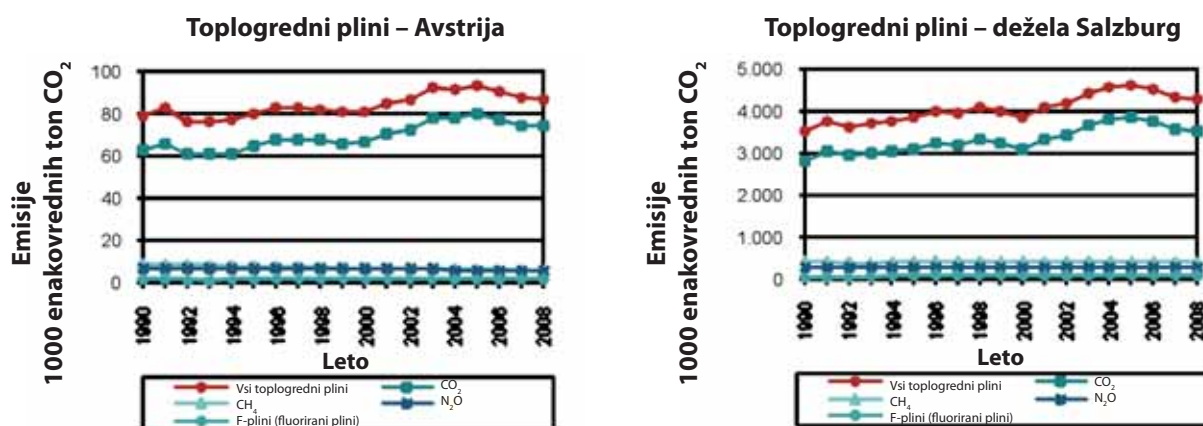 Toplogredni plini – Avstrija
Emisije
1000 enakovrednih ton CO₂
100
80
60
40
20
0
1990
1992
1994
1996
1998
2000
2002
2004
2006
2008
Leto
Vsi toplogredni plini
CO₂
CH₄
N₂O
F-plini (fluorirani plini)
Toplogredni plini – dežela Salzburg
Emisije
1000 enakovrednih ton CO₂
5.000
4.000
3.000
2.000
1.000
0
1990
1992
1994
1996
1998
2000
2002
2004
2006
2008
Leto
Vsi toplogredni plini
CO₂
CH₄
N₂O
F-plini (fluorirani plini)